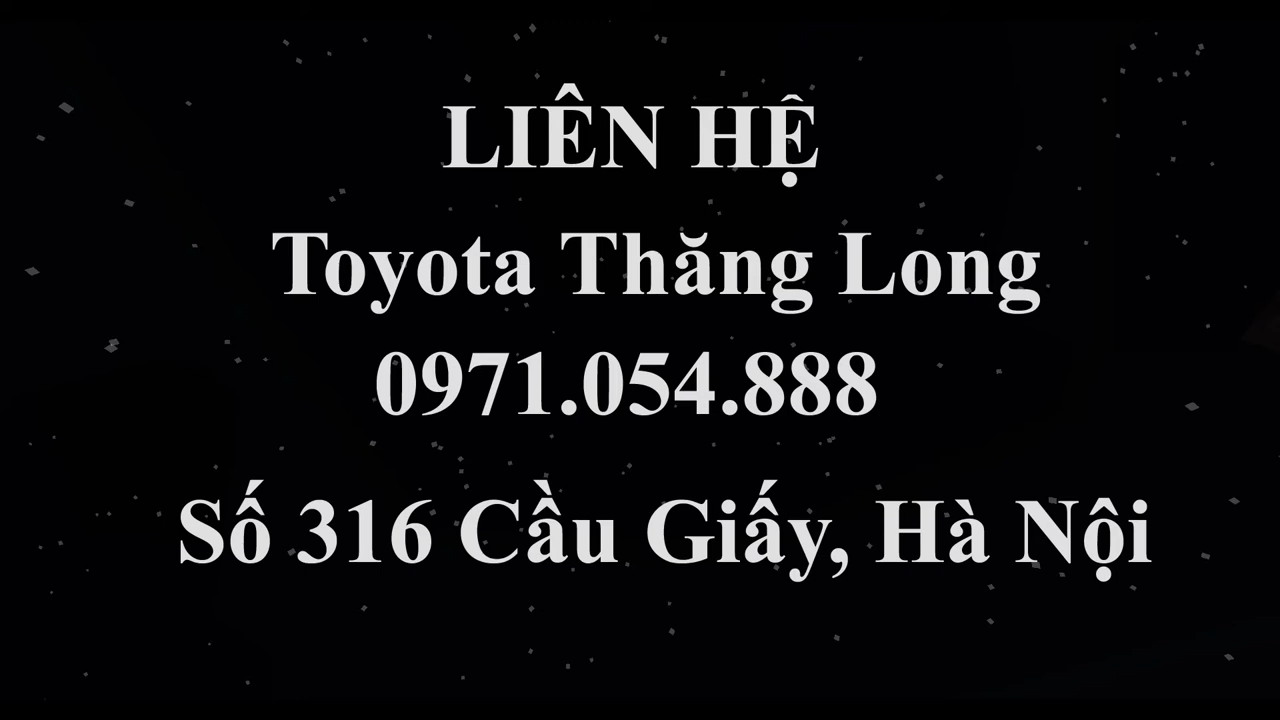 LIÊN HỆ
Toyota Thăng Long
0971.054.888
Số 316 Cầu Giấy, Hà Nội